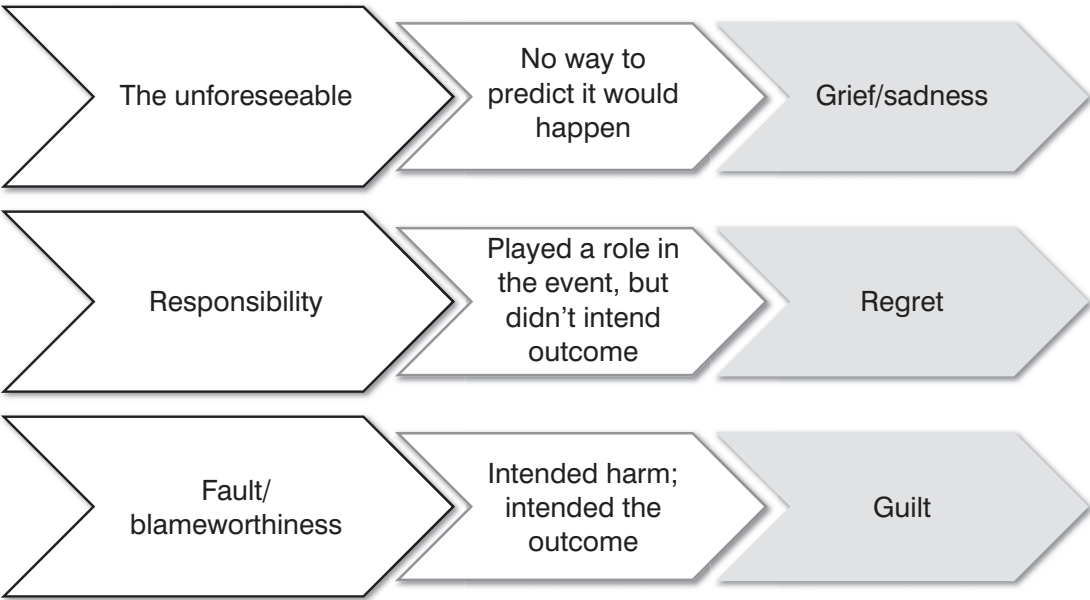 The unforeseeable
No way to
predict it would
happen
Grief/sadness
Responsibility
Played a role in
the event, but
didn’t intend
outcome
Regret
Fault/
blameworthiness
Intended harm;
intended the
outcome
Guilt